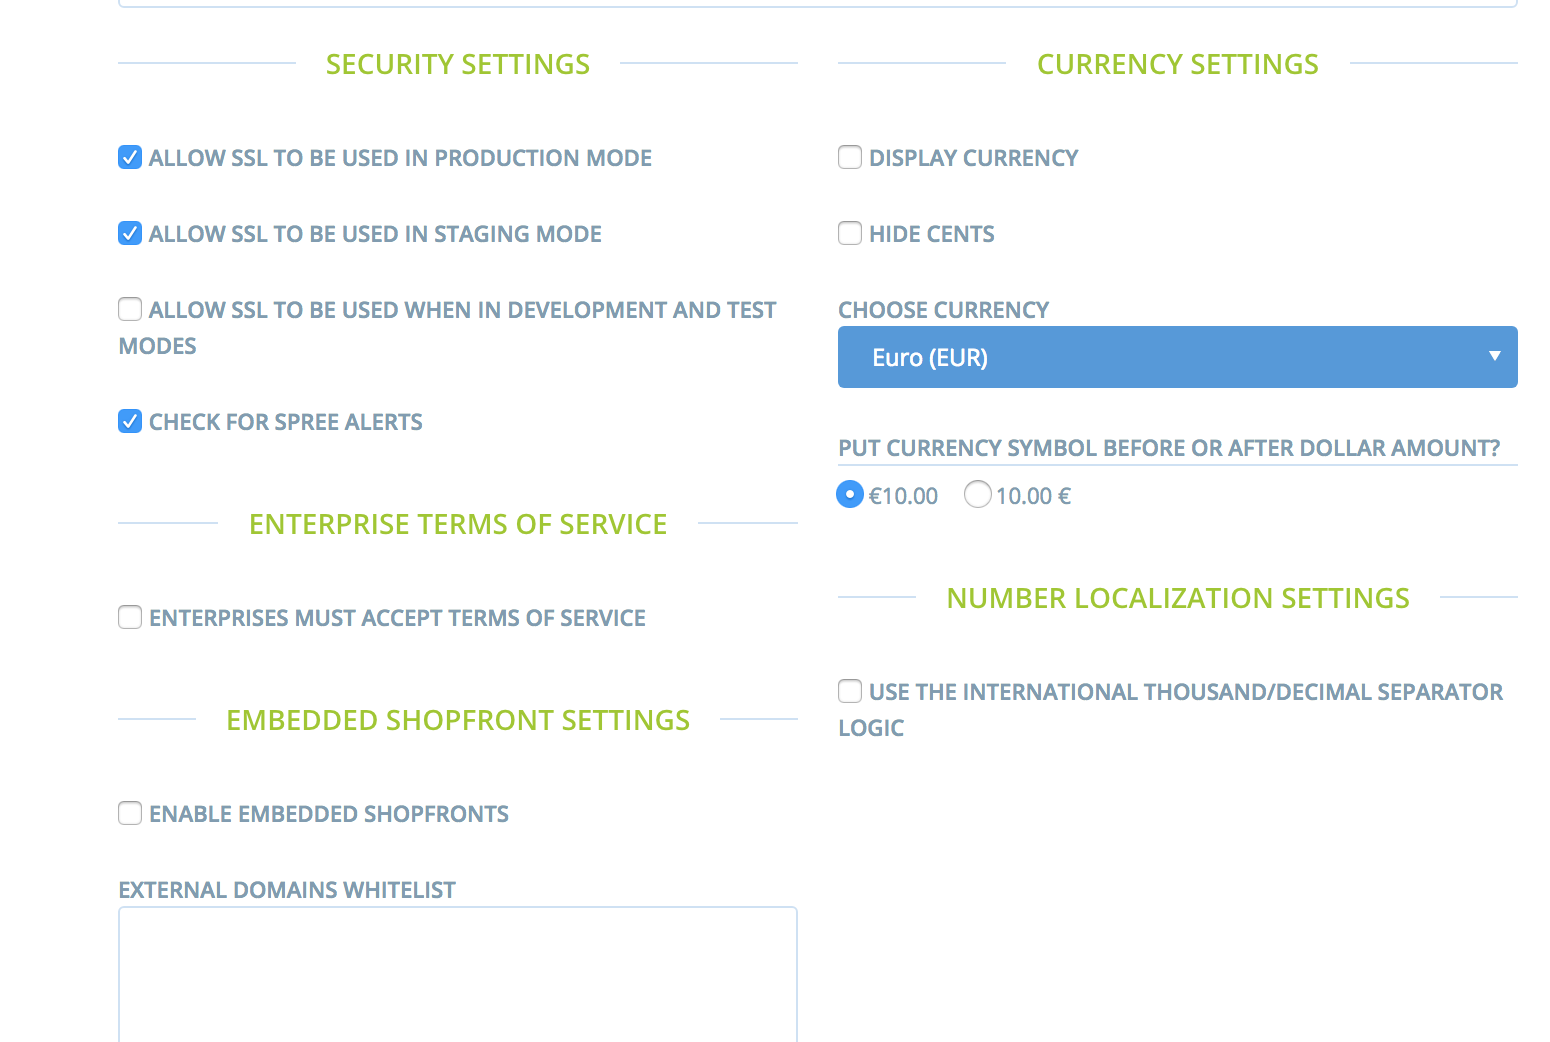 SECURITY SETTINGS
ALLOW SSL TO BE USED IN PRODUCTION MODE
ALLOW SSL TO BE USED IN STAGING MODE
ALLOW SSL TO BE USED WHEN IN DEVELOPMENT AND TEST
MODES
CHECK FOR SPREE ALERTS
ENTERPRISE TERMS OF SERVICE
ENTERPRISES MUST ACCEPT TERMS OF SERVICE
EMBEDDED SHOPFRONT SETTINGS
ENABLE EMBEDDED SHOPFRONTS
EXTERNAL DOMAINS WHITELIST
CURRENCY SETTINGS
DISPLAY CURRENCY
HIDE CENTS
CHOOSE CURRENCY
Euro (EUR)
PUT CURRENCY SYMBOL BEFORE OR AFTER DOLLAR AMOUNT?
€10.00 10.00 €
NUMBER LOCALIZATION SETTINGS
USE THE INTERNATIONAL THOUSAND/DECIMAL SEPARATOR
LOGIC